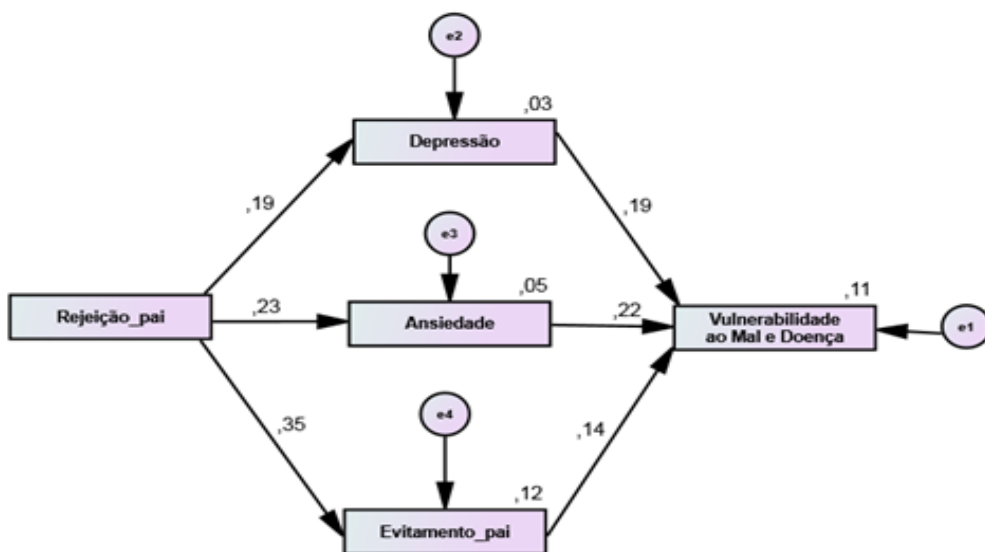 e2
,03
Depressão
,19
,19
e3
,05
,11
Rejeição_pai
,23
Ansiedade
,22
Vulnerabilidade
ao Mal e Doença
e1
e4
,35
,14
,12
Evitamento_pai